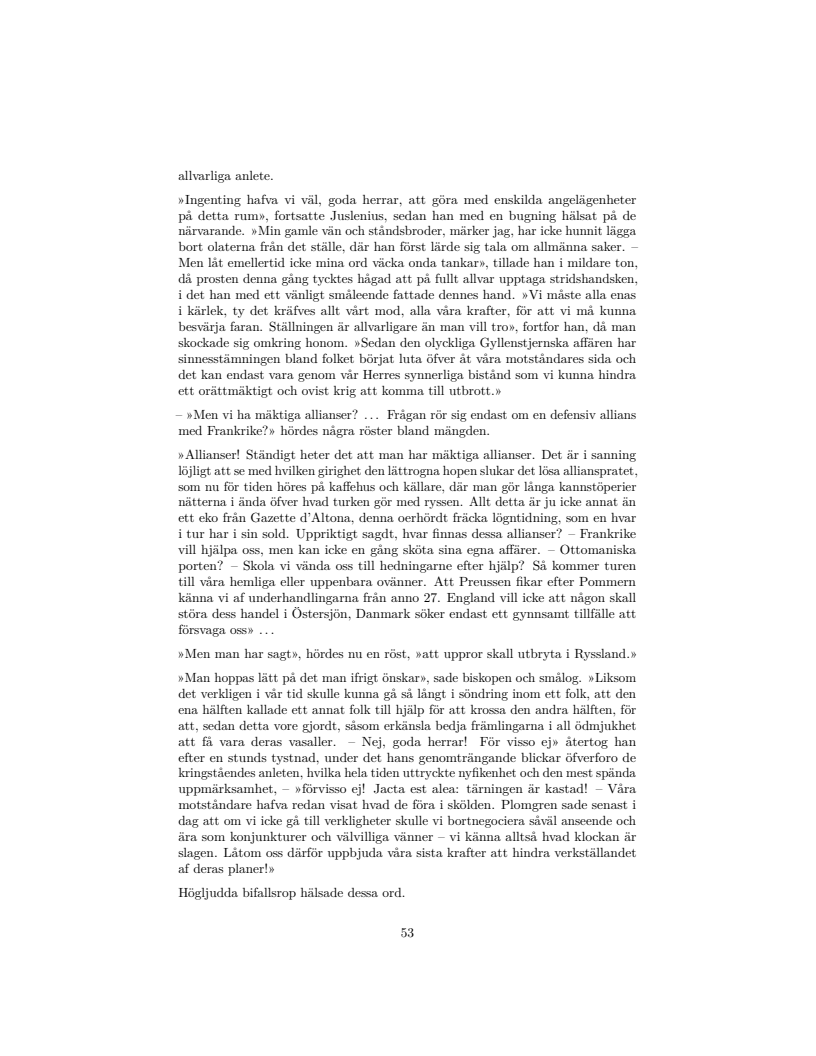 allvarliga anlete.
»Ingenting hafva vi väl, goda herrar, att göra med enskilda angelägenheter
på detta rum», fortsatte Juslenius, sedan han med en bugning hälsat på de
närvarande. »Min gamle vän och ståndsbroder, märker jag, har icke hunnit lägga
bort olaterna från det ställe, där han först lärde sig tala om allmänna saker. –
Men låt emellertid icke mina ord väcka onda tankar», tillade han i mildare ton,
då prosten denna gång tycktes hågad att på fullt allvar upptaga stridshandsken,
i det han med ett vänligt småleende fattade dennes hand. »Vi måste alla enas
i kärlek, ty det kräfves allt vårt mod, alla våra krafter, för att vi må kunna
besvärja faran. Ställningen är allvarligare än man vill tro», fortfor han, då man
skockade sig omkring honom. »Sedan den olyckliga Gyllenstjernska affären har
sinnesstämningen bland folket börjat luta öfver åt våra motståndares sida och
det kan endast vara genom vår Herres synnerliga bistånd som vi kunna hindra
ett orättmäktigt och ovist krig att komma till utbrott.»
– »Men vi ha mäktiga allianser? ... Frågan rör sig endast om en defensiv allians
med Frankrike?» hördes några röster bland mängden.
»Allianser! Ständigt heter det att man har mäktiga allianser. Det är i sanning
löjligt att se med hvilken girighet den lättrogna hopen slukar det lösa allianspratet,
som nu för tiden höres på kaffehus och källare, där man gör långa kannstöperier
nätterna i ända öfver hvad turken gör med ryssen. Allt detta är ju icke annat än
ett eko från Gazette d'Altona, denna oerhördt fräcka lögntidning, som en hvar
i tur har i sin sold. Uppriktigt sagdt, hvar finnas dessa allianser? – Frankrike
vill hjälpa oss, men kan icke en gång sköta sina egna affärer. – Ottomaniska
porten? – Skola vi vända oss till hedningarne efter hjälp? Så kommer turen
till våra hemliga eller uppenbara ovänner. Att Preussen fikar efter Pommern
känna vi af underhandlingarna från anno 27. England vill icke att någon skall
störa dess handel i Östersjön, Danmark söker endast ett gynnsamt tillfälle att
försvaga oss» ...
»Men man har sagt», hördes nu en röst, »att uppror skall utbryta i Ryssland.»
»Man hoppas lätt på det man ifrigt önskar», sade biskopen och smålog. »Liksom
det verkligen i vår tid skulle kunna gå så långt i söndring inom ett folk, att den
ena hälften kallade ett annat folk till hjälp för att krossa den andra hälften, för
att, sedan detta vore gjordt, såsom erkänsla bedja främlingarna i all ödmjukhet
att få vara deras vasaller. – Nej, goda herrar! För visso ej» återtog han
efter en stunds tystnad, under det hans genomträngande blickar öfverforo de
kringståendes anleten, hvilka hela tiden uttryckte nyfikenhet och den mest spända
uppmärksamhet, – »förvisso ej! Jacta est alea: tärningen är kastad! – Våra
motståndare hafva redan visat hvad de föra i skölden. Plomgren sade senast i
dag att om vi icke gå till verkligheter skulle vi bortnegociera såväl anseende och
ära som konjunkturer och välvilliga vänner – vi känna alltså hvad klockan är
slagen. Låtom oss därför uppbjuda våra sista krafter att hindra verkställandet
af deras planer!»
Högljudda bifallsrop hälsade dessa ord.
53